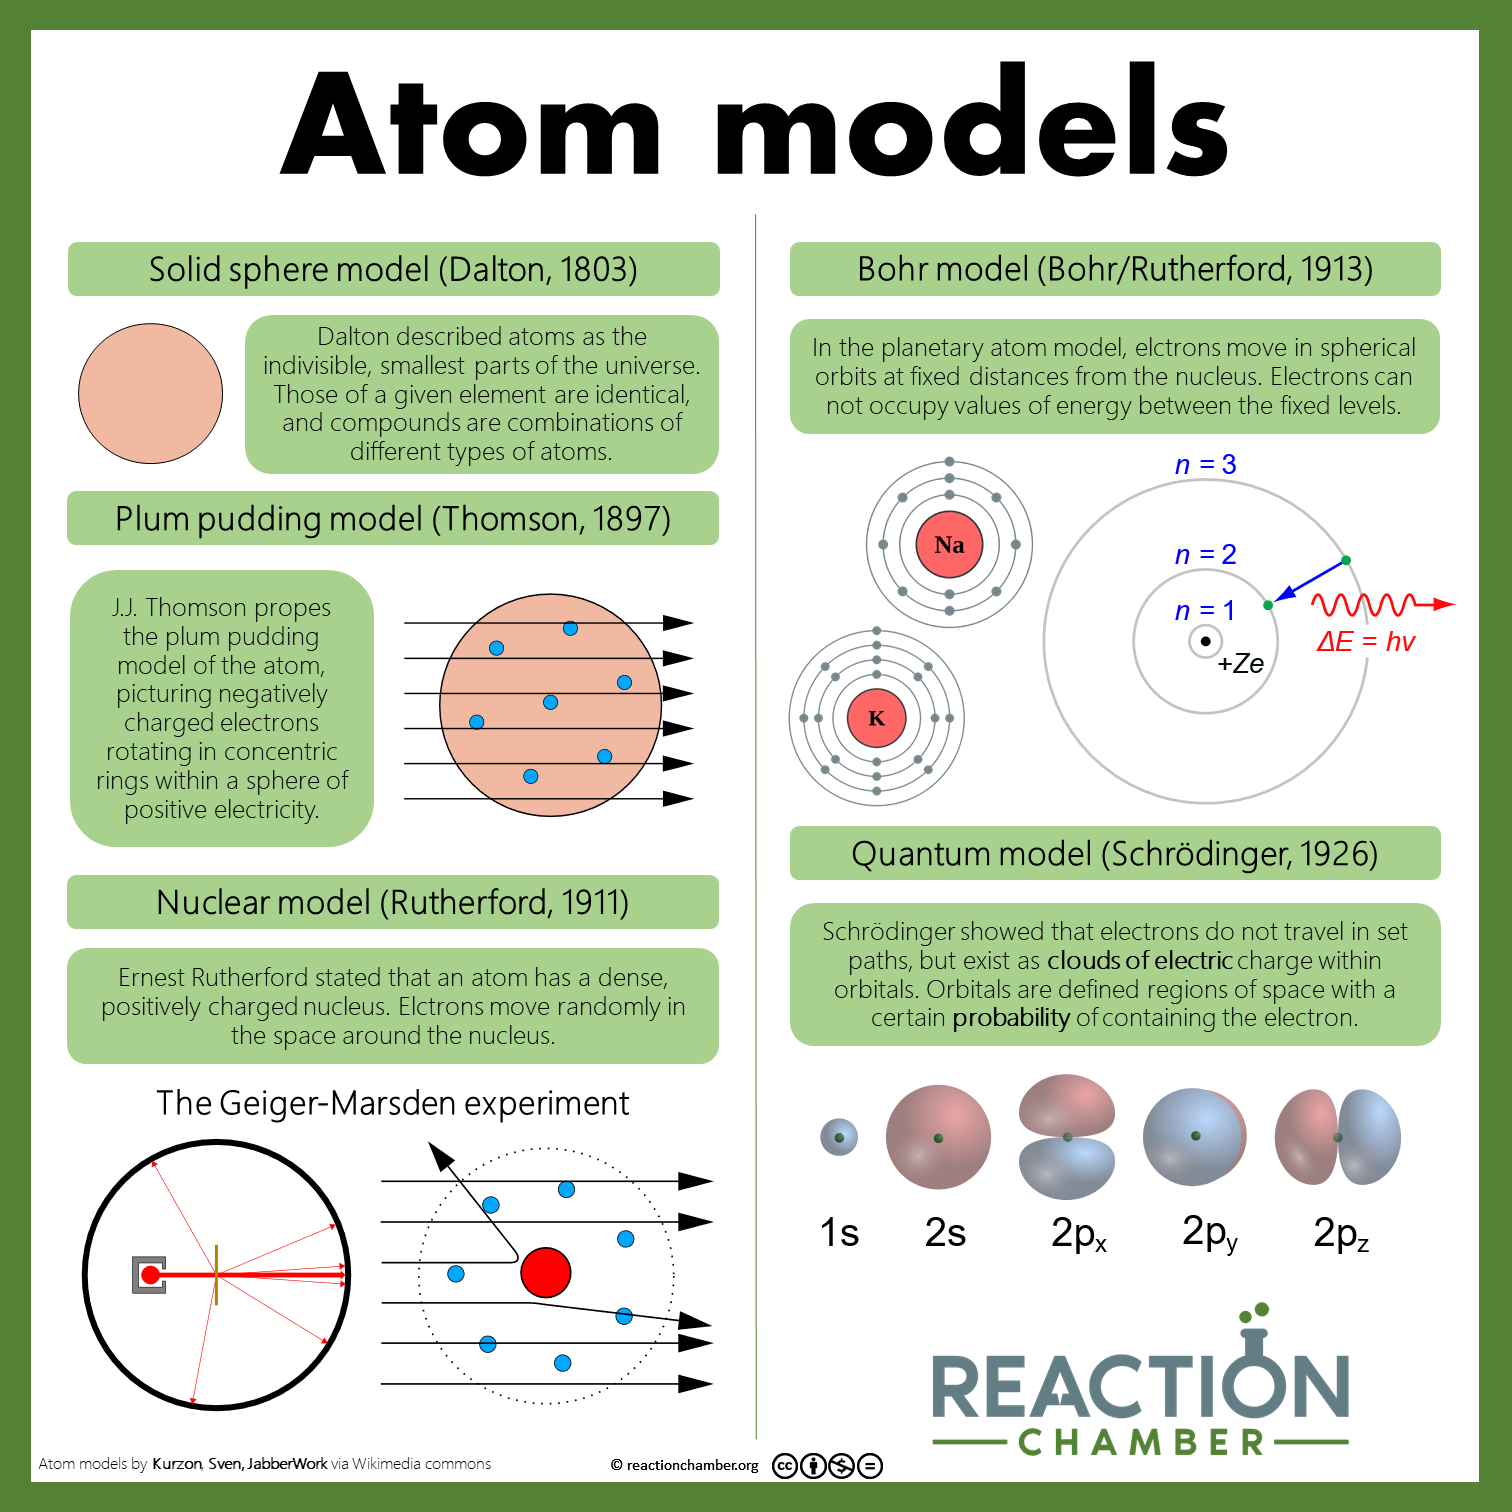 Atom models
Solid sphere model (Dalton, 1803)
Dalton described atoms as the
indivisible, smallest parts of the universe.
Those of a given element are identical,
and compounds are combinations of
different types of atoms.
Plum pudding model (Thomson, 1897)
J.J. Thomson propes
the plum pudding
model of the atom,
picturing negatively
charged electrons
rotating in concentric
rings within a sphere of
positive electricity.
Nuclear model (Rutherford, 1911)
Ernest Rutherford stated that an atom has a dense,
positively charged nucleus. Elctrons move randomly in
the space around the nucleus.
The Geiger-Marsden experiment
Bohr model (Bohr/Rutherford, 1913)
In the planetary atom model, elctrons move in spherical
orbits at fixed distances from the nucleus. Electrons can
not occupy values of energy between the fixed levels.
Na
K
n = 3
n = 2
n = 1
+Ze
ΔE = hv
Quantum model (Schrödinger, 1926)
Schrödinger showed that electrons do not travel in set
paths, but exist as clouds of electric charge within
orbitals. Orbitals are defined regions of space with a
certain probability of containing the electron.
1s 2s 2px 2py 2pz
REACTION
CHAMBER
Atom models by Kurzon, Sven, JabberWork via Wikimedia commons
© reactionchamber.org
cc